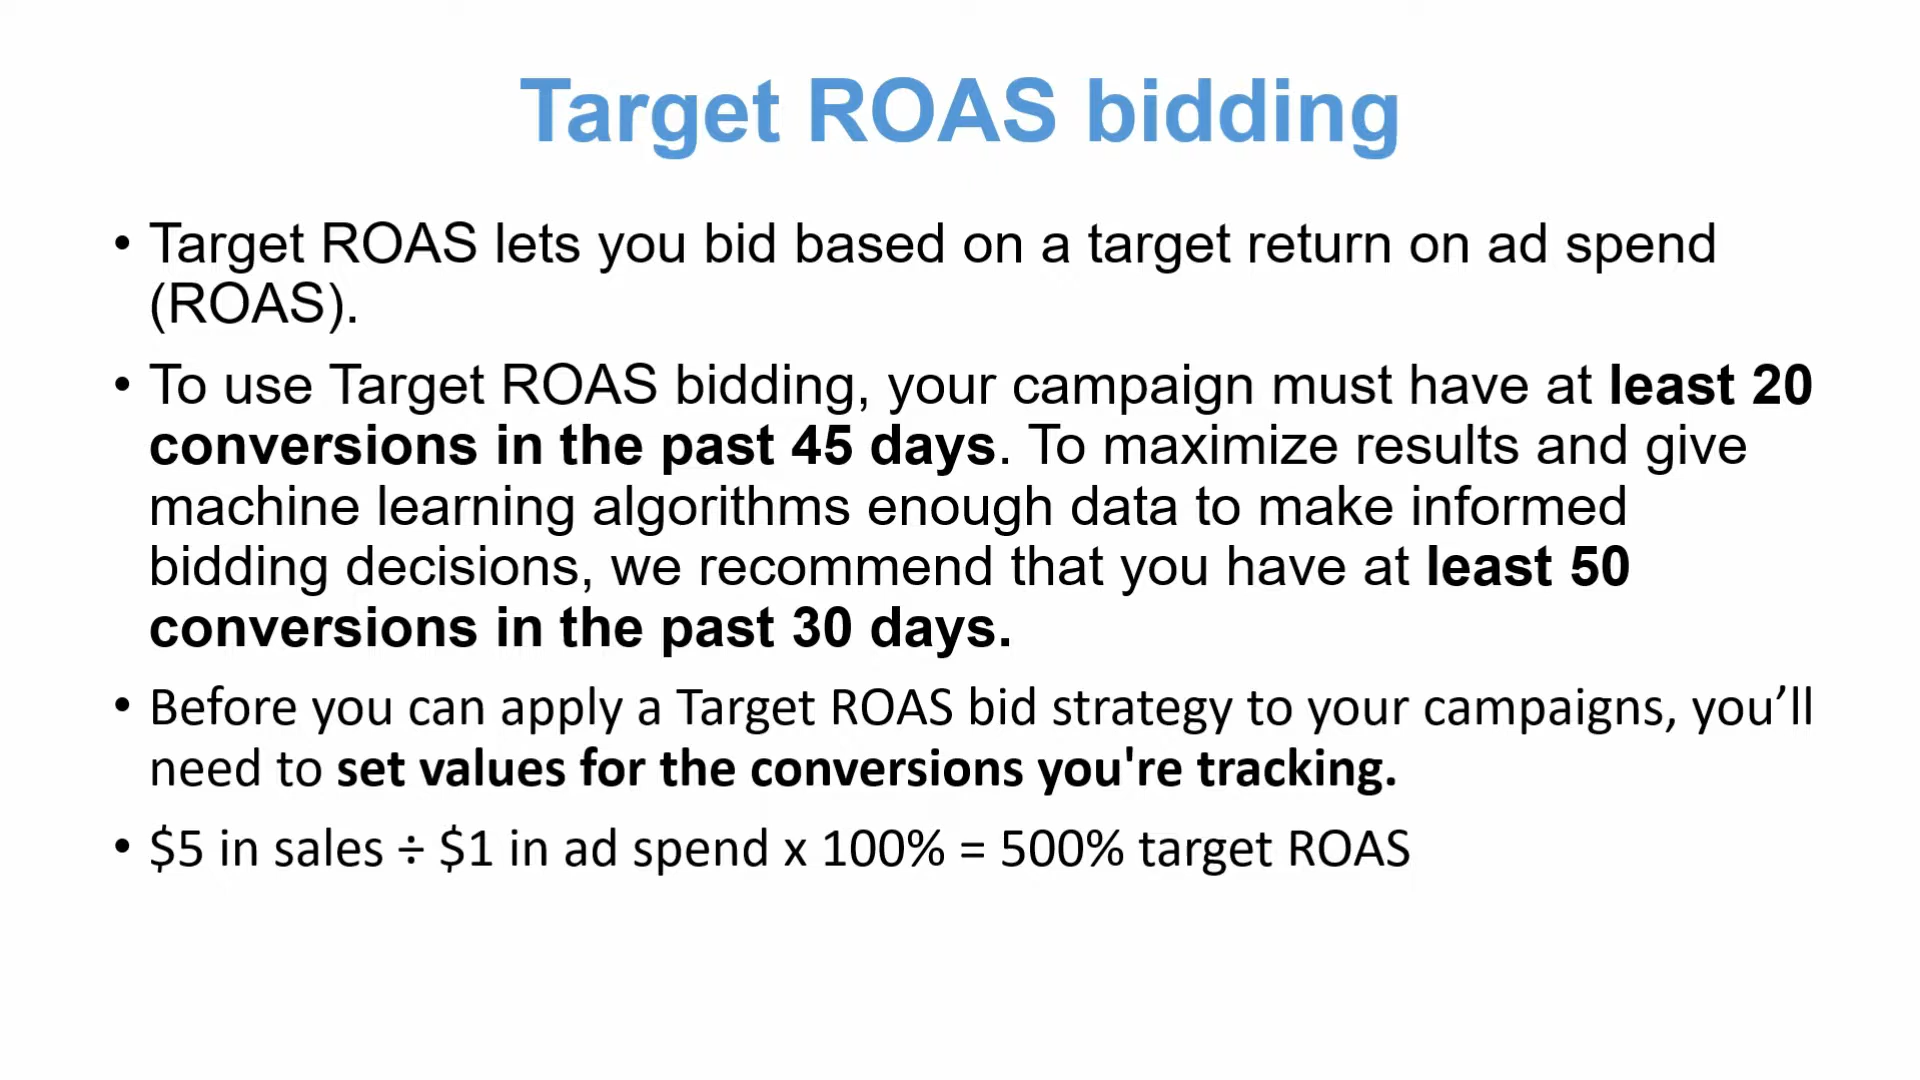 Target ROAS bidding
• Target ROAS lets you bid based on a target return on ad spend
(ROAS).
• To use Target ROAS bidding, your campaign must have at least 20
conversions in the past 45 days. To maximize results and give
machine learning algorithms enough data to make informed
bidding decisions, we recommend that you have at least 50
conversions in the past 30 days.
• Before you can apply a Target ROAS bid strategy to your campaigns, you’ll
need to set values for the conversions you're tracking.
• $5 in sales ÷ $1 in ad spend x 100% = 500% target ROAS